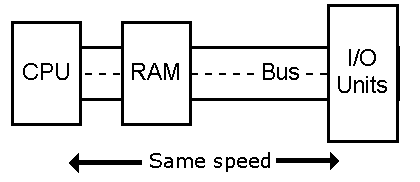 CPU
RAM
Bus
I/O
Units
Same speed